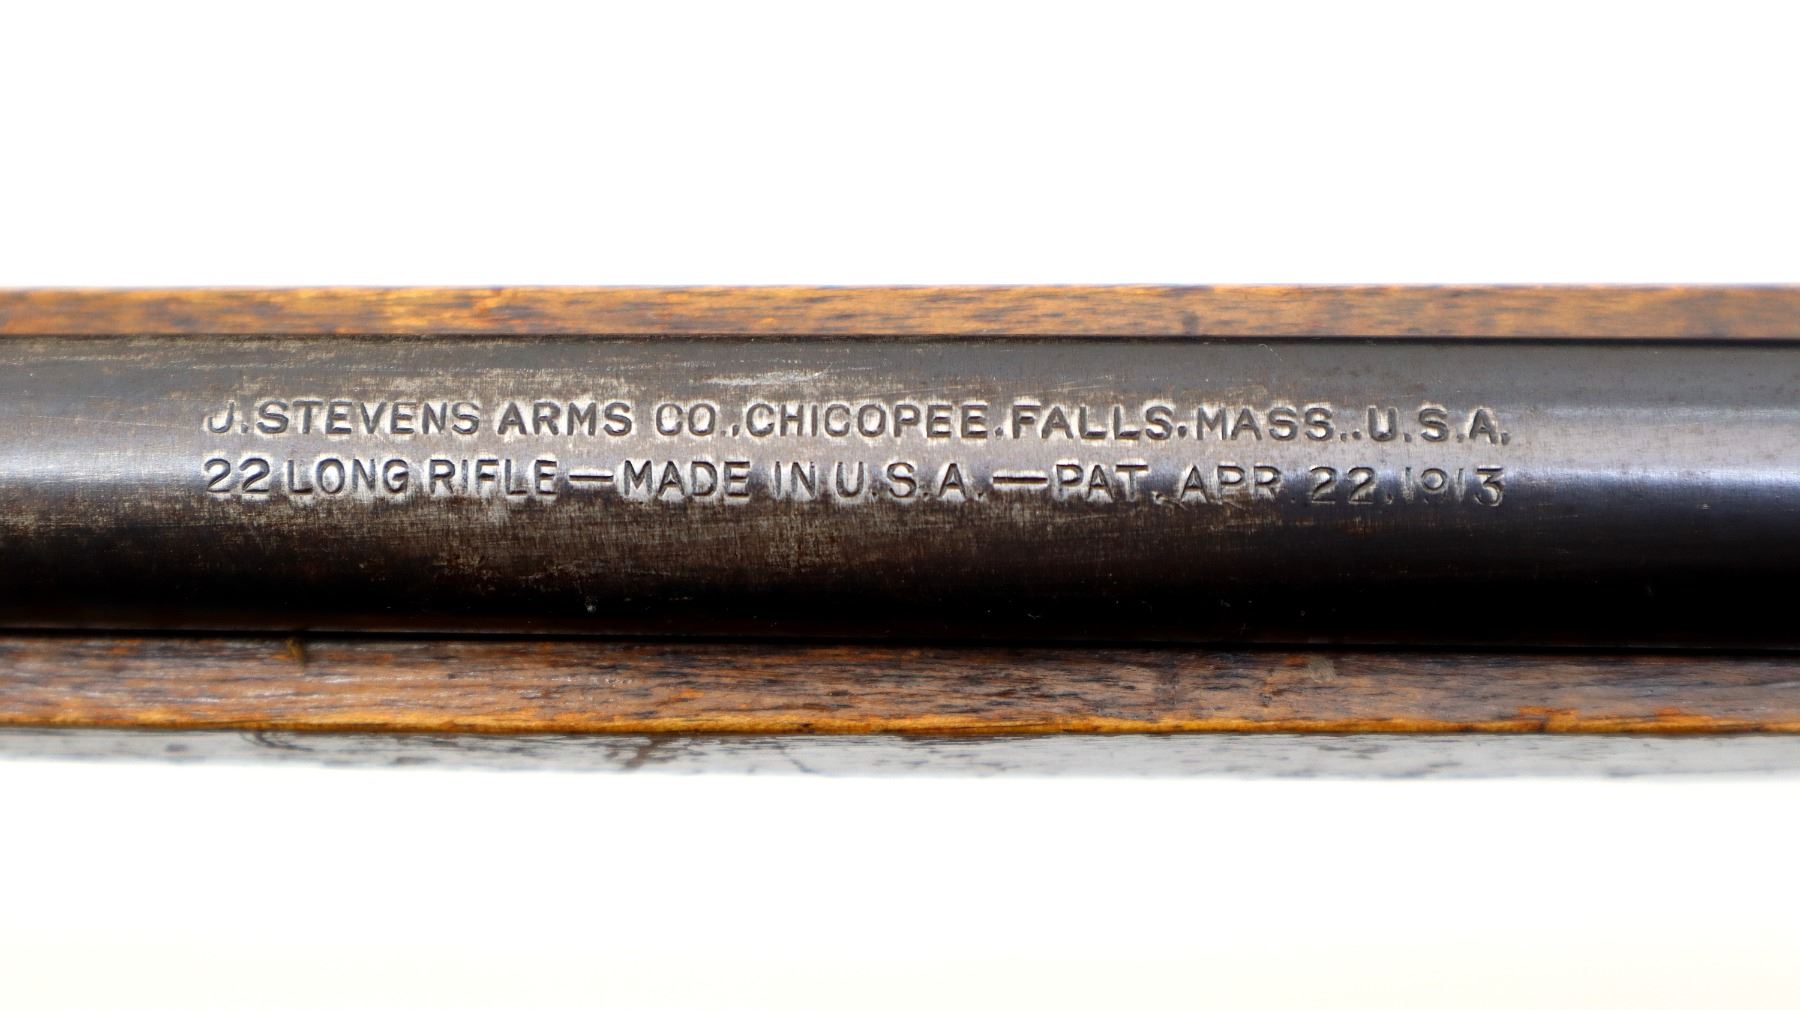 J. STEVENS ARMS CO., CHICOPEE. FALLS, MASS., U.S.A.
22 LONG RIFLE—MADE IN U.S.A.—PAT. APR. 22, 1913